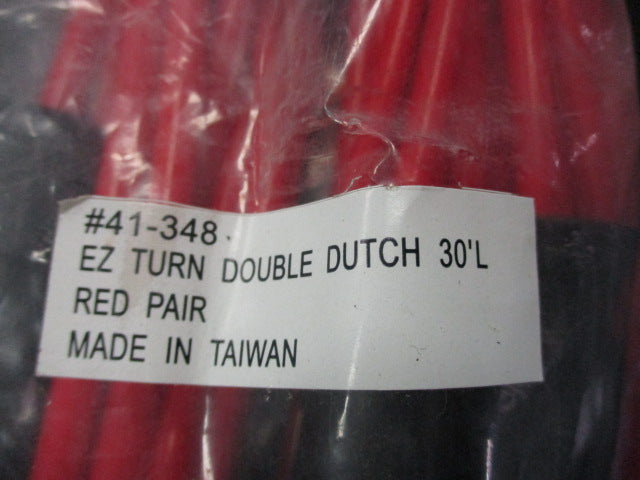 #41-348
EZ TURN DOUBLE DUTCH 30'L
RED PAIR
MADE IN TAIWAN